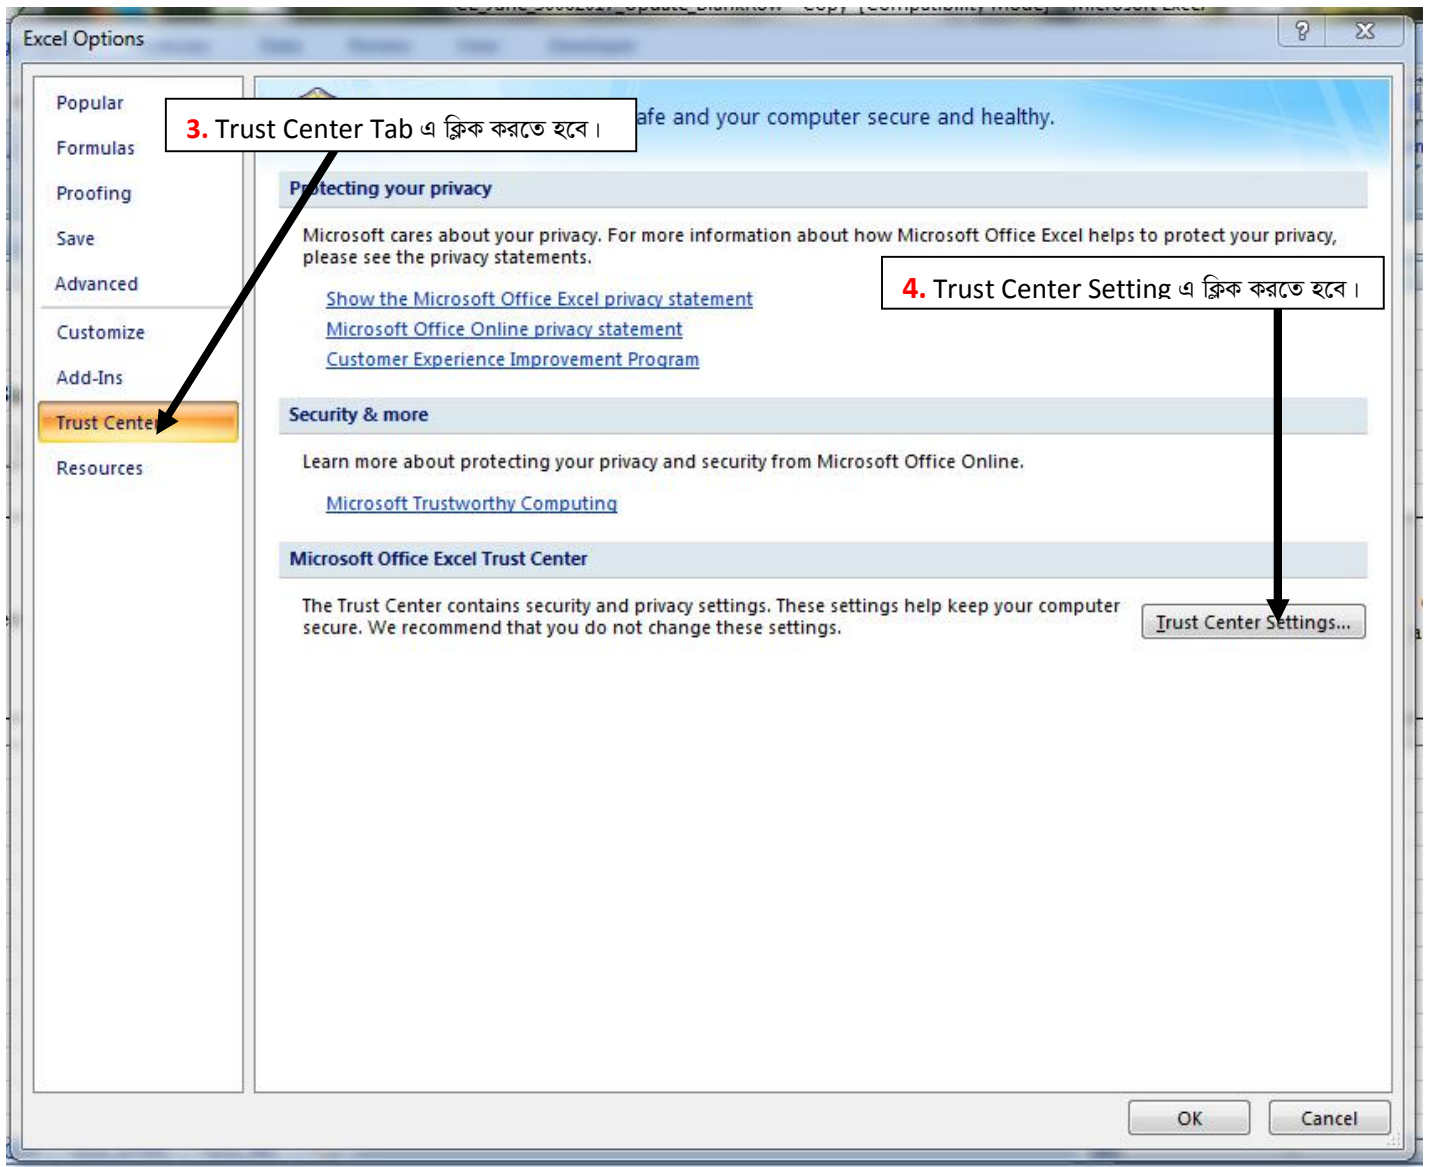 Excel Options
Popular
Formulas
Proofing
Save
Advanced
Customize
Add-Ins
Trust Center
Resources
3. Trust Center Tab এ ক্লিক করতে হবে।
afe and your computer secure and healthy.
Protecting your privacy
Microsoft cares about your privacy. For more information about how Microsoft Office Excel helps to protect your privacy,
please see the privacy statements.
4. Trust Center Setting এ ক্লিক করতে হবে।
Show the Microsoft Office Excel privacy statement
Microsoft Office Online privacy statement
Customer Experience Improvement Program
Security & more
Learn more about protecting your privacy and security from Microsoft Office Online.
Microsoft Trustworthy Computing
Microsoft Office Excel Trust Center
The Trust Center contains security and privacy settings. These settings help keep your computer
secure. We recommend that you do not change these settings.
Trust Center Settings...
OK
Cancel